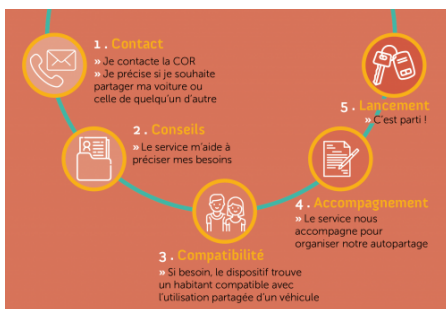 1. Contact
» Je contacte la COR
» Je précise si je souhaite
partager ma voiture ou
celle de quelqu'un d'autre
2. Conseils
» Le service m'aide à
préciser mes besoins
3. Compatibilité
» Si besoin, le dispositif trouve
un habitant compatible avec
l'utilisation partagée d'un véhicule
4. Accompagnement
» Le service nous
accompagne pour
organiser notre autopartage
5. Lancement
» C'est parti !